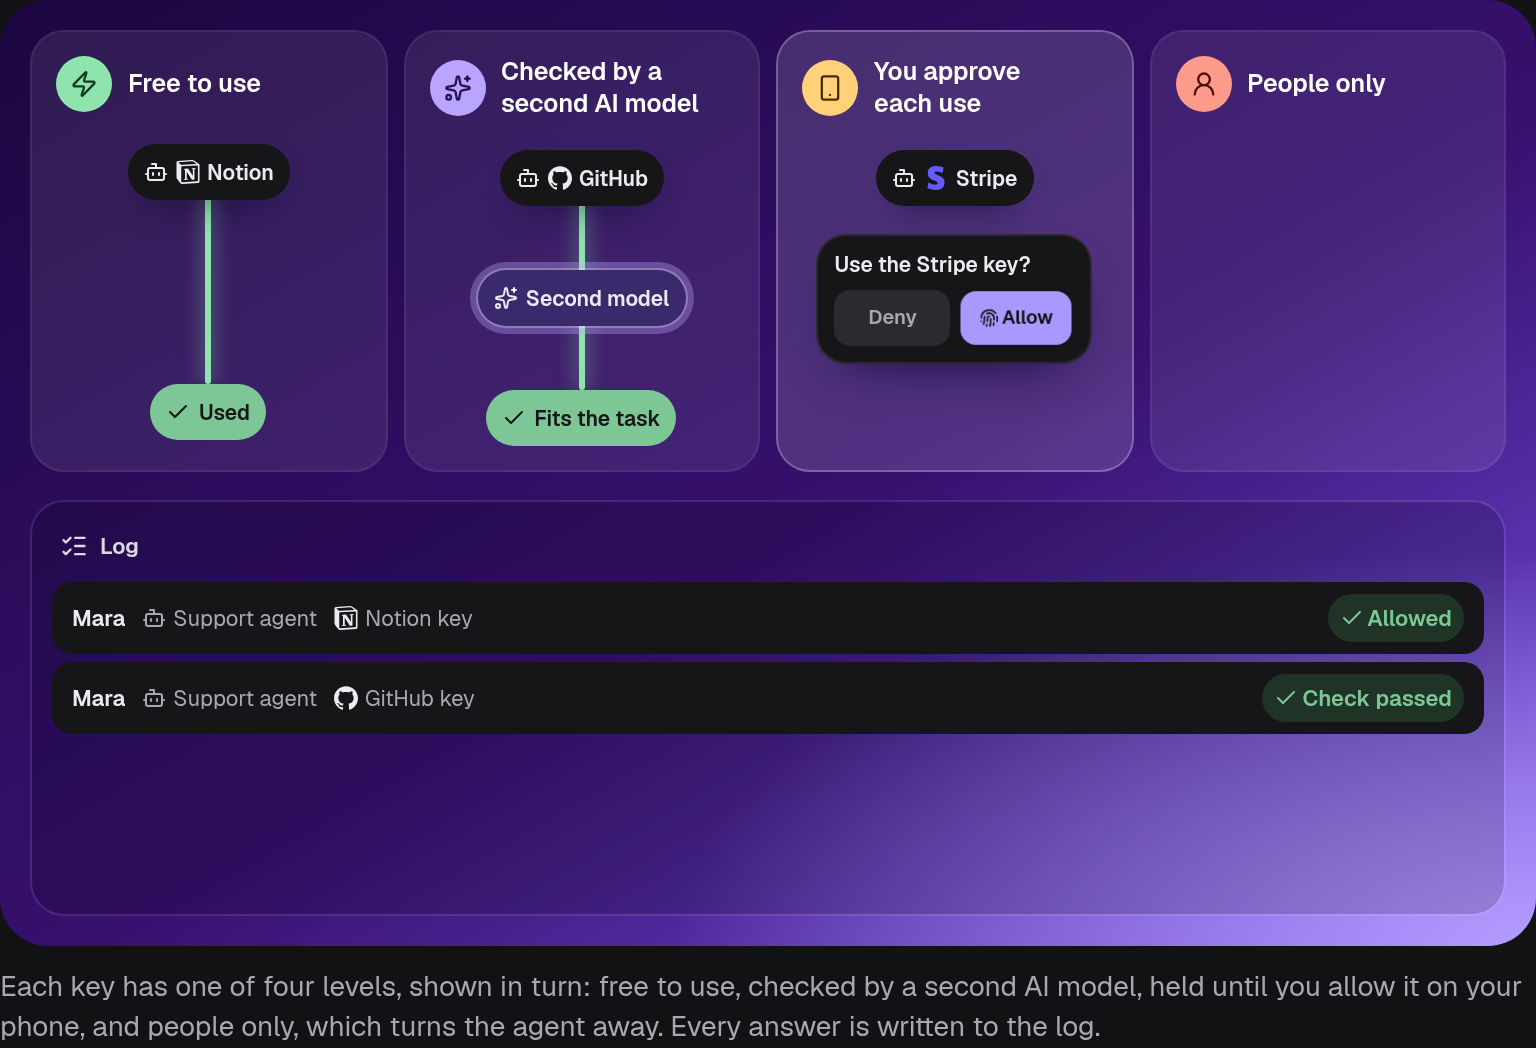 Free to use
Checked by a
second AI model
You approve
each use
People only
Notion
GitHub
Stripe
Use the Stripe key?
Deny
Allow
Second model
Used
Fits the task
Log
Mara Support agent Notion key Allowed
Mara Support agent GitHub key Check passed
Each key has one of four levels, shown in turn: free to use, checked by a second AI model, held until you allow it on your
phone, and people only, which turns the agent away. Every answer is written to the log.